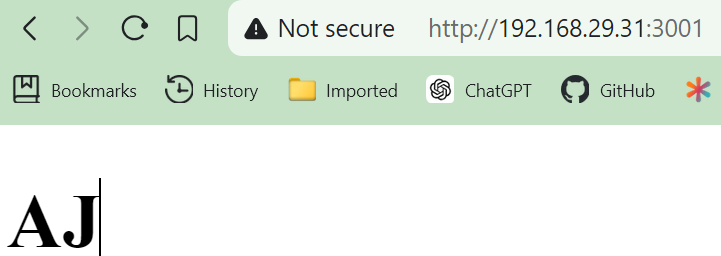 Not secure http://192.168.29.31:3001
Bookmarks History Imported ChatGPT GitHub
AJ